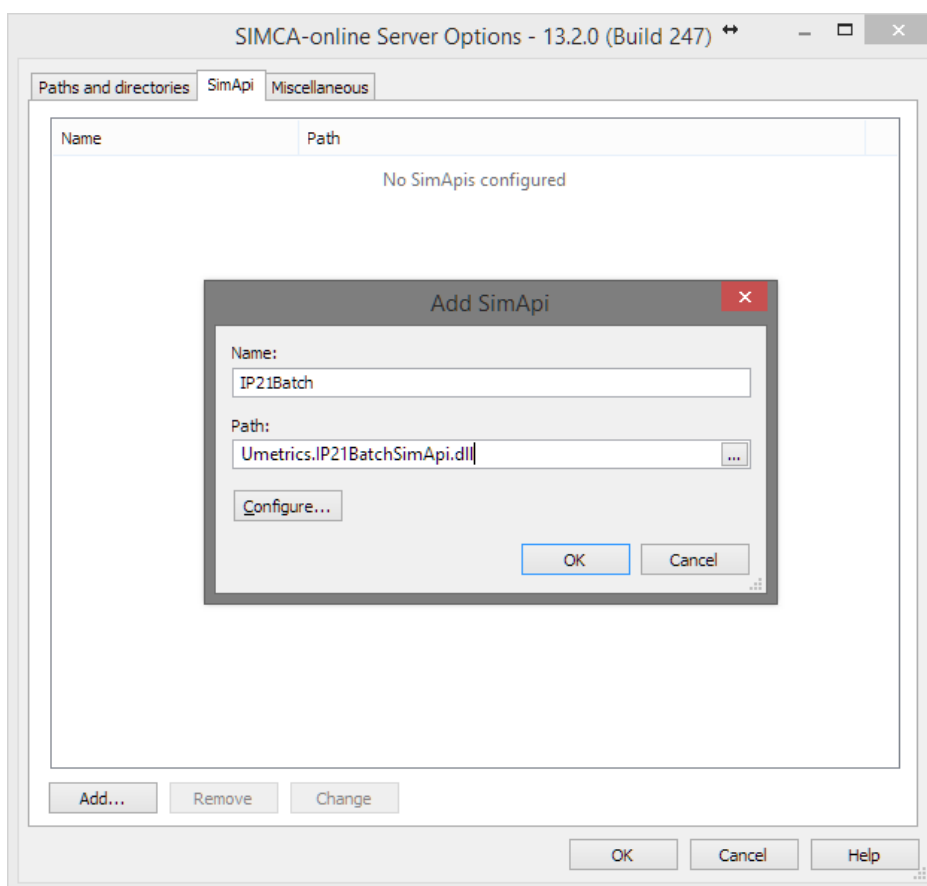 SIMCA-online Server Options - 13.2.0 (Build 247)
Paths and directories SimApi Miscellaneous
Name Path
No SimApis configured
Add SimApi
Name:
IP21Batch
Path:
Umetrics.IP21BatchSimApi.dll ...
Configure...
OK Cancel
Add... Remove Change
OK Cancel Help